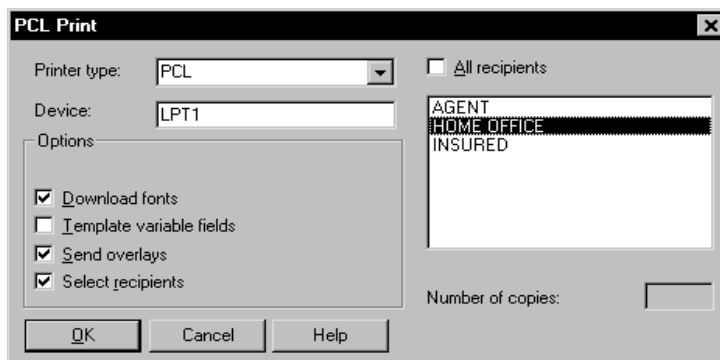 PCL Print
Printer type: PCL
Device: LPT1
Options
Download fonts
Template variable fields
Send overlays
Select recipients
OK Cancel Help
All recipients
AGENT
HOME OFFICE
INSURED
Number of copies: